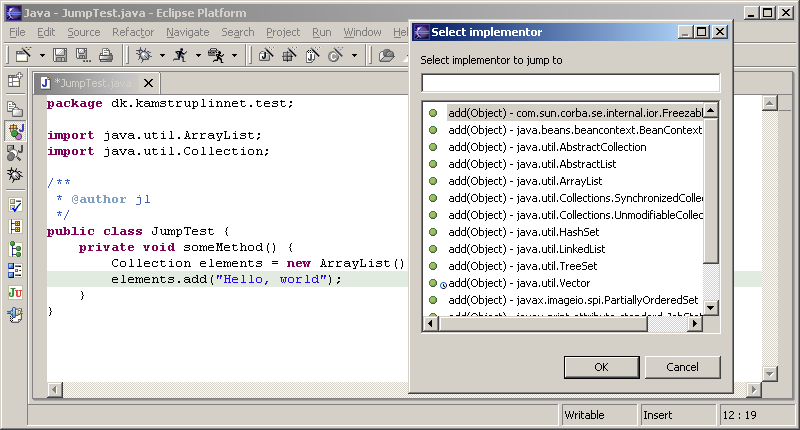 Java - JumpTest.java - Eclipse Platform
File Edit Source Refactor Navigate Search Project Run Window
*JumpTest.java
package dk.kamstruplinnet.test;
import java.util.ArrayList;
import java.util.Collection;
/**
* @author jl
*/
public class JumpTest {
private void someMethod() {
Collection elements = new ArrayList()
elements.add("Hello, world");
}
}
Select implementor
Select implementor to jump to
add(Object) - com.sun.corba.se.internal.ior.Freezabl
add(Object) - java.beans.beancontext.BeanContext
add(Object) - java.util.AbstractCollection
add(Object) - java.util.AbstractList
add(Object) - java.util.ArrayList
add(Object) - java.util.Collections.SynchronizedCollec
add(Object) - java.util.Collections.UnmodifiableCollec
add(Object) - java.util.HashSet
add(Object) - java.util.LinkedList
add(Object) - java.util.TreeSet
add(Object) - java.util.Vector
add(Object) - javax.imageio.spi.PartiallyOrderedSet
OK Cancel
Writable Insert 12 : 19